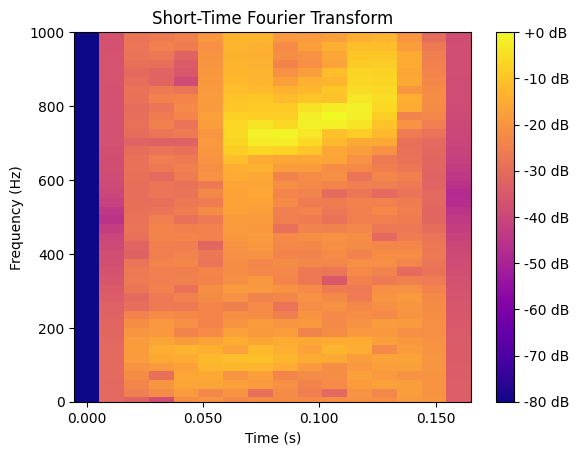 Short-Time Fourier Transform
1000
800
600
400
200
0
Frequency (Hz)
0.000
0.050
0.100
0.150
Time (s)
+0 dB
-10 dB
-20 dB
-30 dB
-40 dB
-50 dB
-60 dB
-70 dB
-80 dB